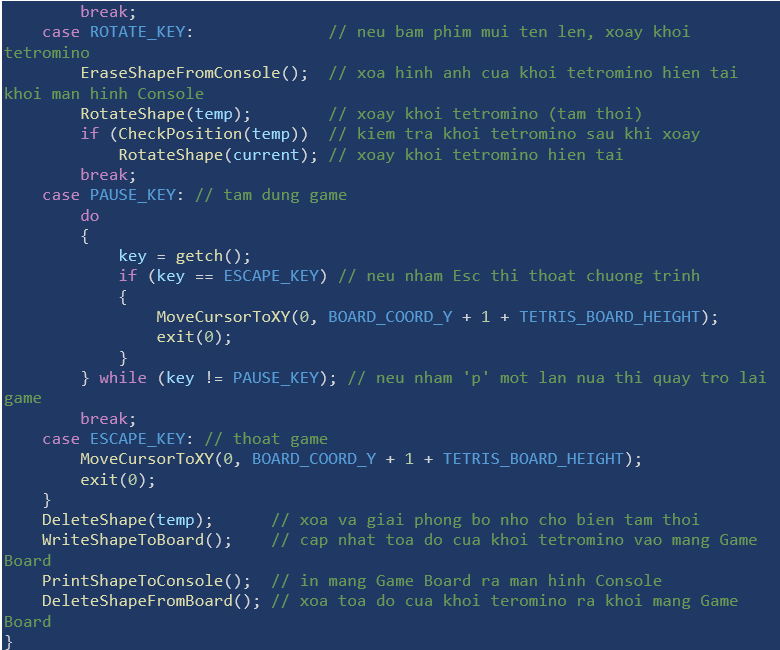 break;
    case ROTATE_KEY:              // neu bam phim mui ten len, xoay khoi
tetromino
        EraseShapeFromConsole();  // xoa hinh anh cua khoi tetromino hien tai
khoi man hinh Console
        RotateShape(temp);        // xoay khoi tetromino (tam thoi)
        if (CheckPosition(temp))  // kiem tra khoi tetromino sau khi xoay
            RotateShape(current); // xoay khoi tetromino hien tai
        break;
    case PAUSE_KEY: // tam dung game
        do
        {
            key = getch();
            if (key == ESCAPE_KEY) // neu nham Esc thi thoat chuong trinh
            {
                MoveCursorToXY(0, BOARD_COORD_Y + 1 + TETRIS_BOARD_HEIGHT);
                exit(0);
            }
        } while (key != PAUSE_KEY); // neu nham 'p' mot lan nua thi quay tro lai
game
        break;
    case ESCAPE_KEY: // thoat game
        MoveCursorToXY(0, BOARD_COORD_Y + 1 + TETRIS_BOARD_HEIGHT);
        exit(0);
    }
    DeleteShape(temp);      // xoa va giai phong bo nho cho bien tam thoi
    WriteShapeToBoard();    // cap nhat toa do cua khoi tetromino vao mang Game
Board
    PrintShapeToConsole();  // in mang Game Board ra man hinh Console
    DeleteShapeFromBoard(); // xoa toa do cua khoi teromino ra khoi mang Game
Board
}